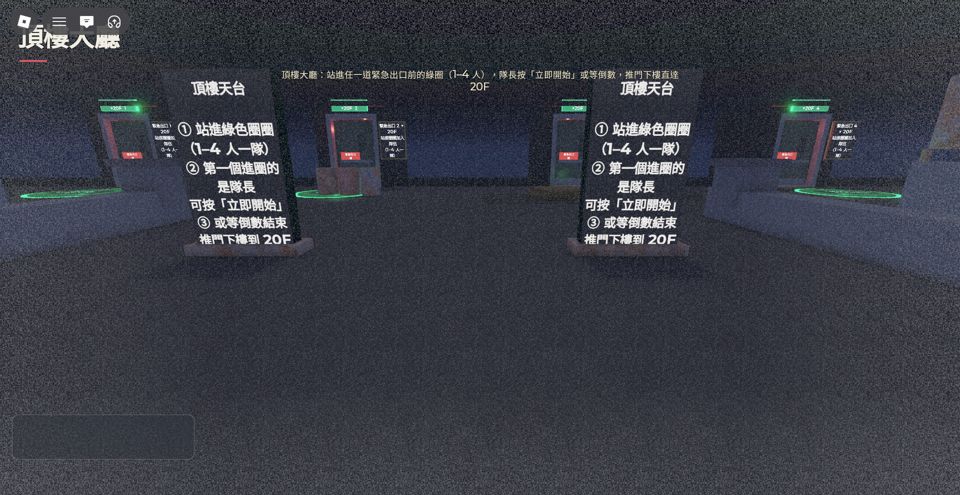 頂樓大廳
頂樓大廳：站進任一道緊急出口前的綠圈（1–4 人），隊長按「立即開始」或等倒數，推門下樓直達
20F
頂樓天台
① 站進綠色圈圈
（1–4 人一隊）
② 第一個進圈的
是隊長
可按「立即開始」
③ 或等倒數結束
推門下樓到 20F
頂樓天台
① 站進綠色圈圈
（1–4 人一隊）
② 第一個進圈的
是隊長
可按「立即開始」
③ 或等倒數結束
推門下樓到 20F